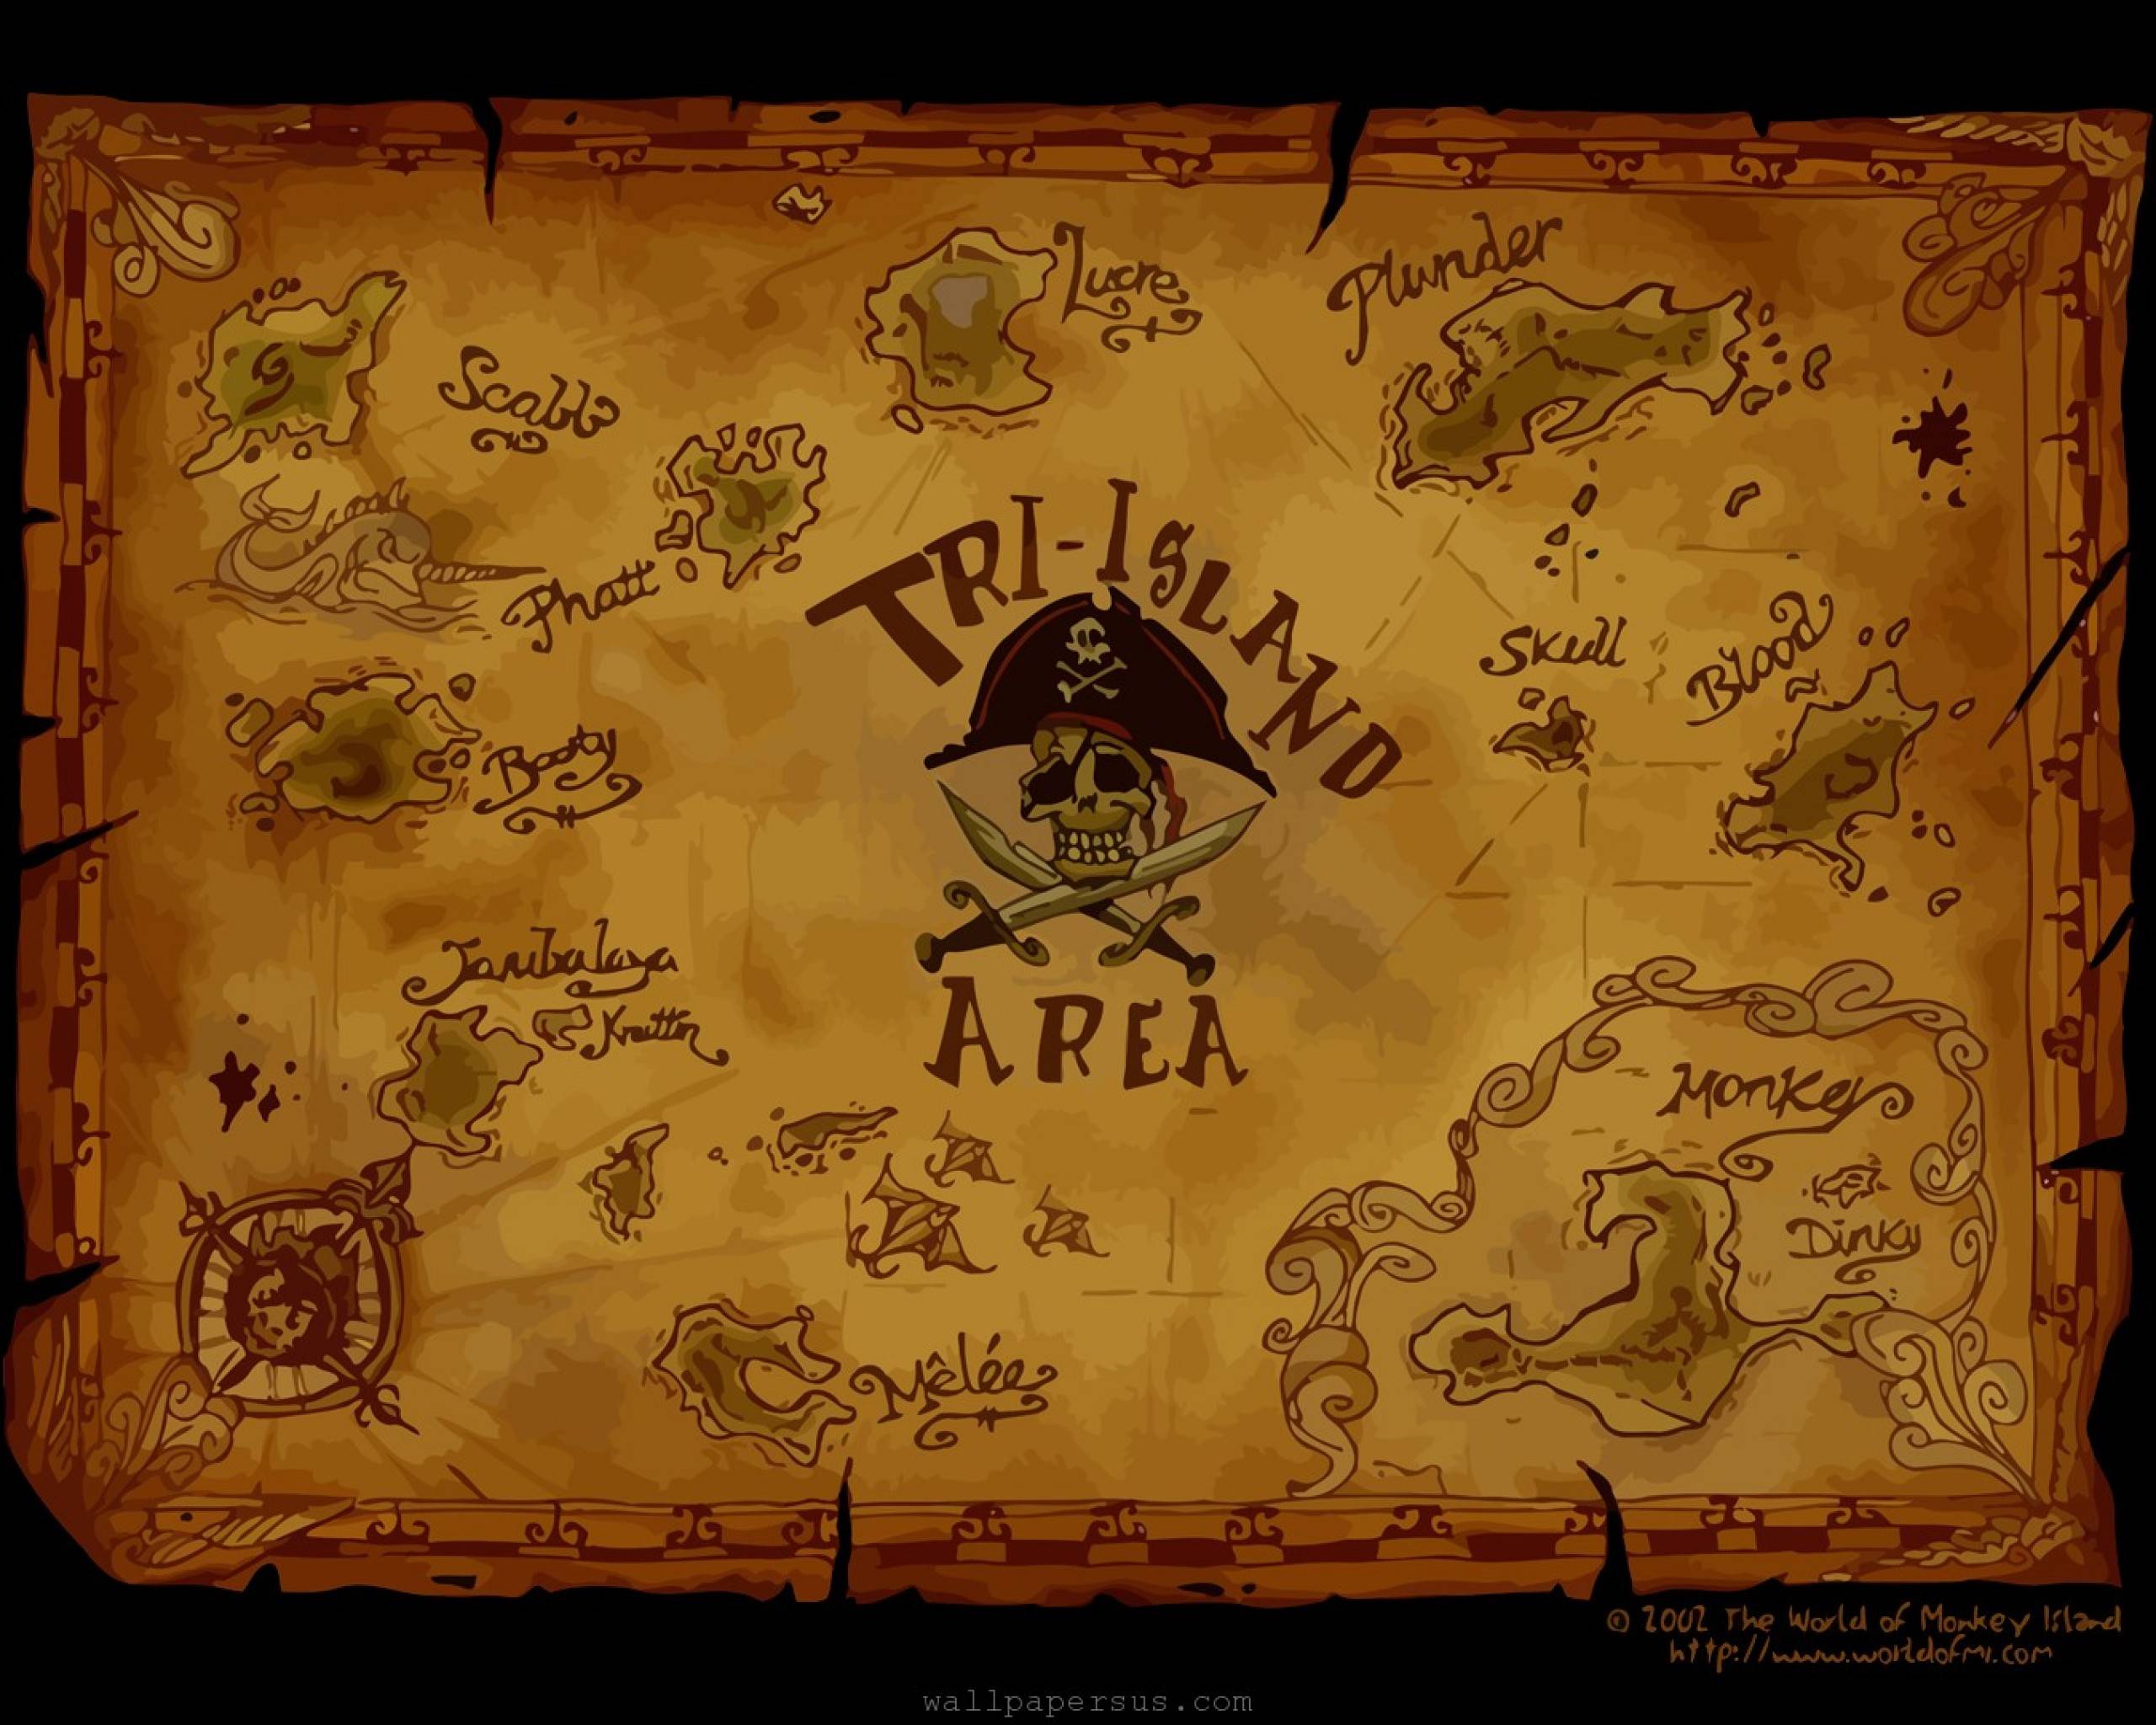 Lucre
Plunder
Scabb
TRI-ISLAND
Phatt
Skull
Blood
Booty
Jambalaya
Knuttin
AREA
Monkey
Dinky
Mêlée
© 2002 The World of Monkey Island
http://www.worldofmi.com
wallpapersus.com